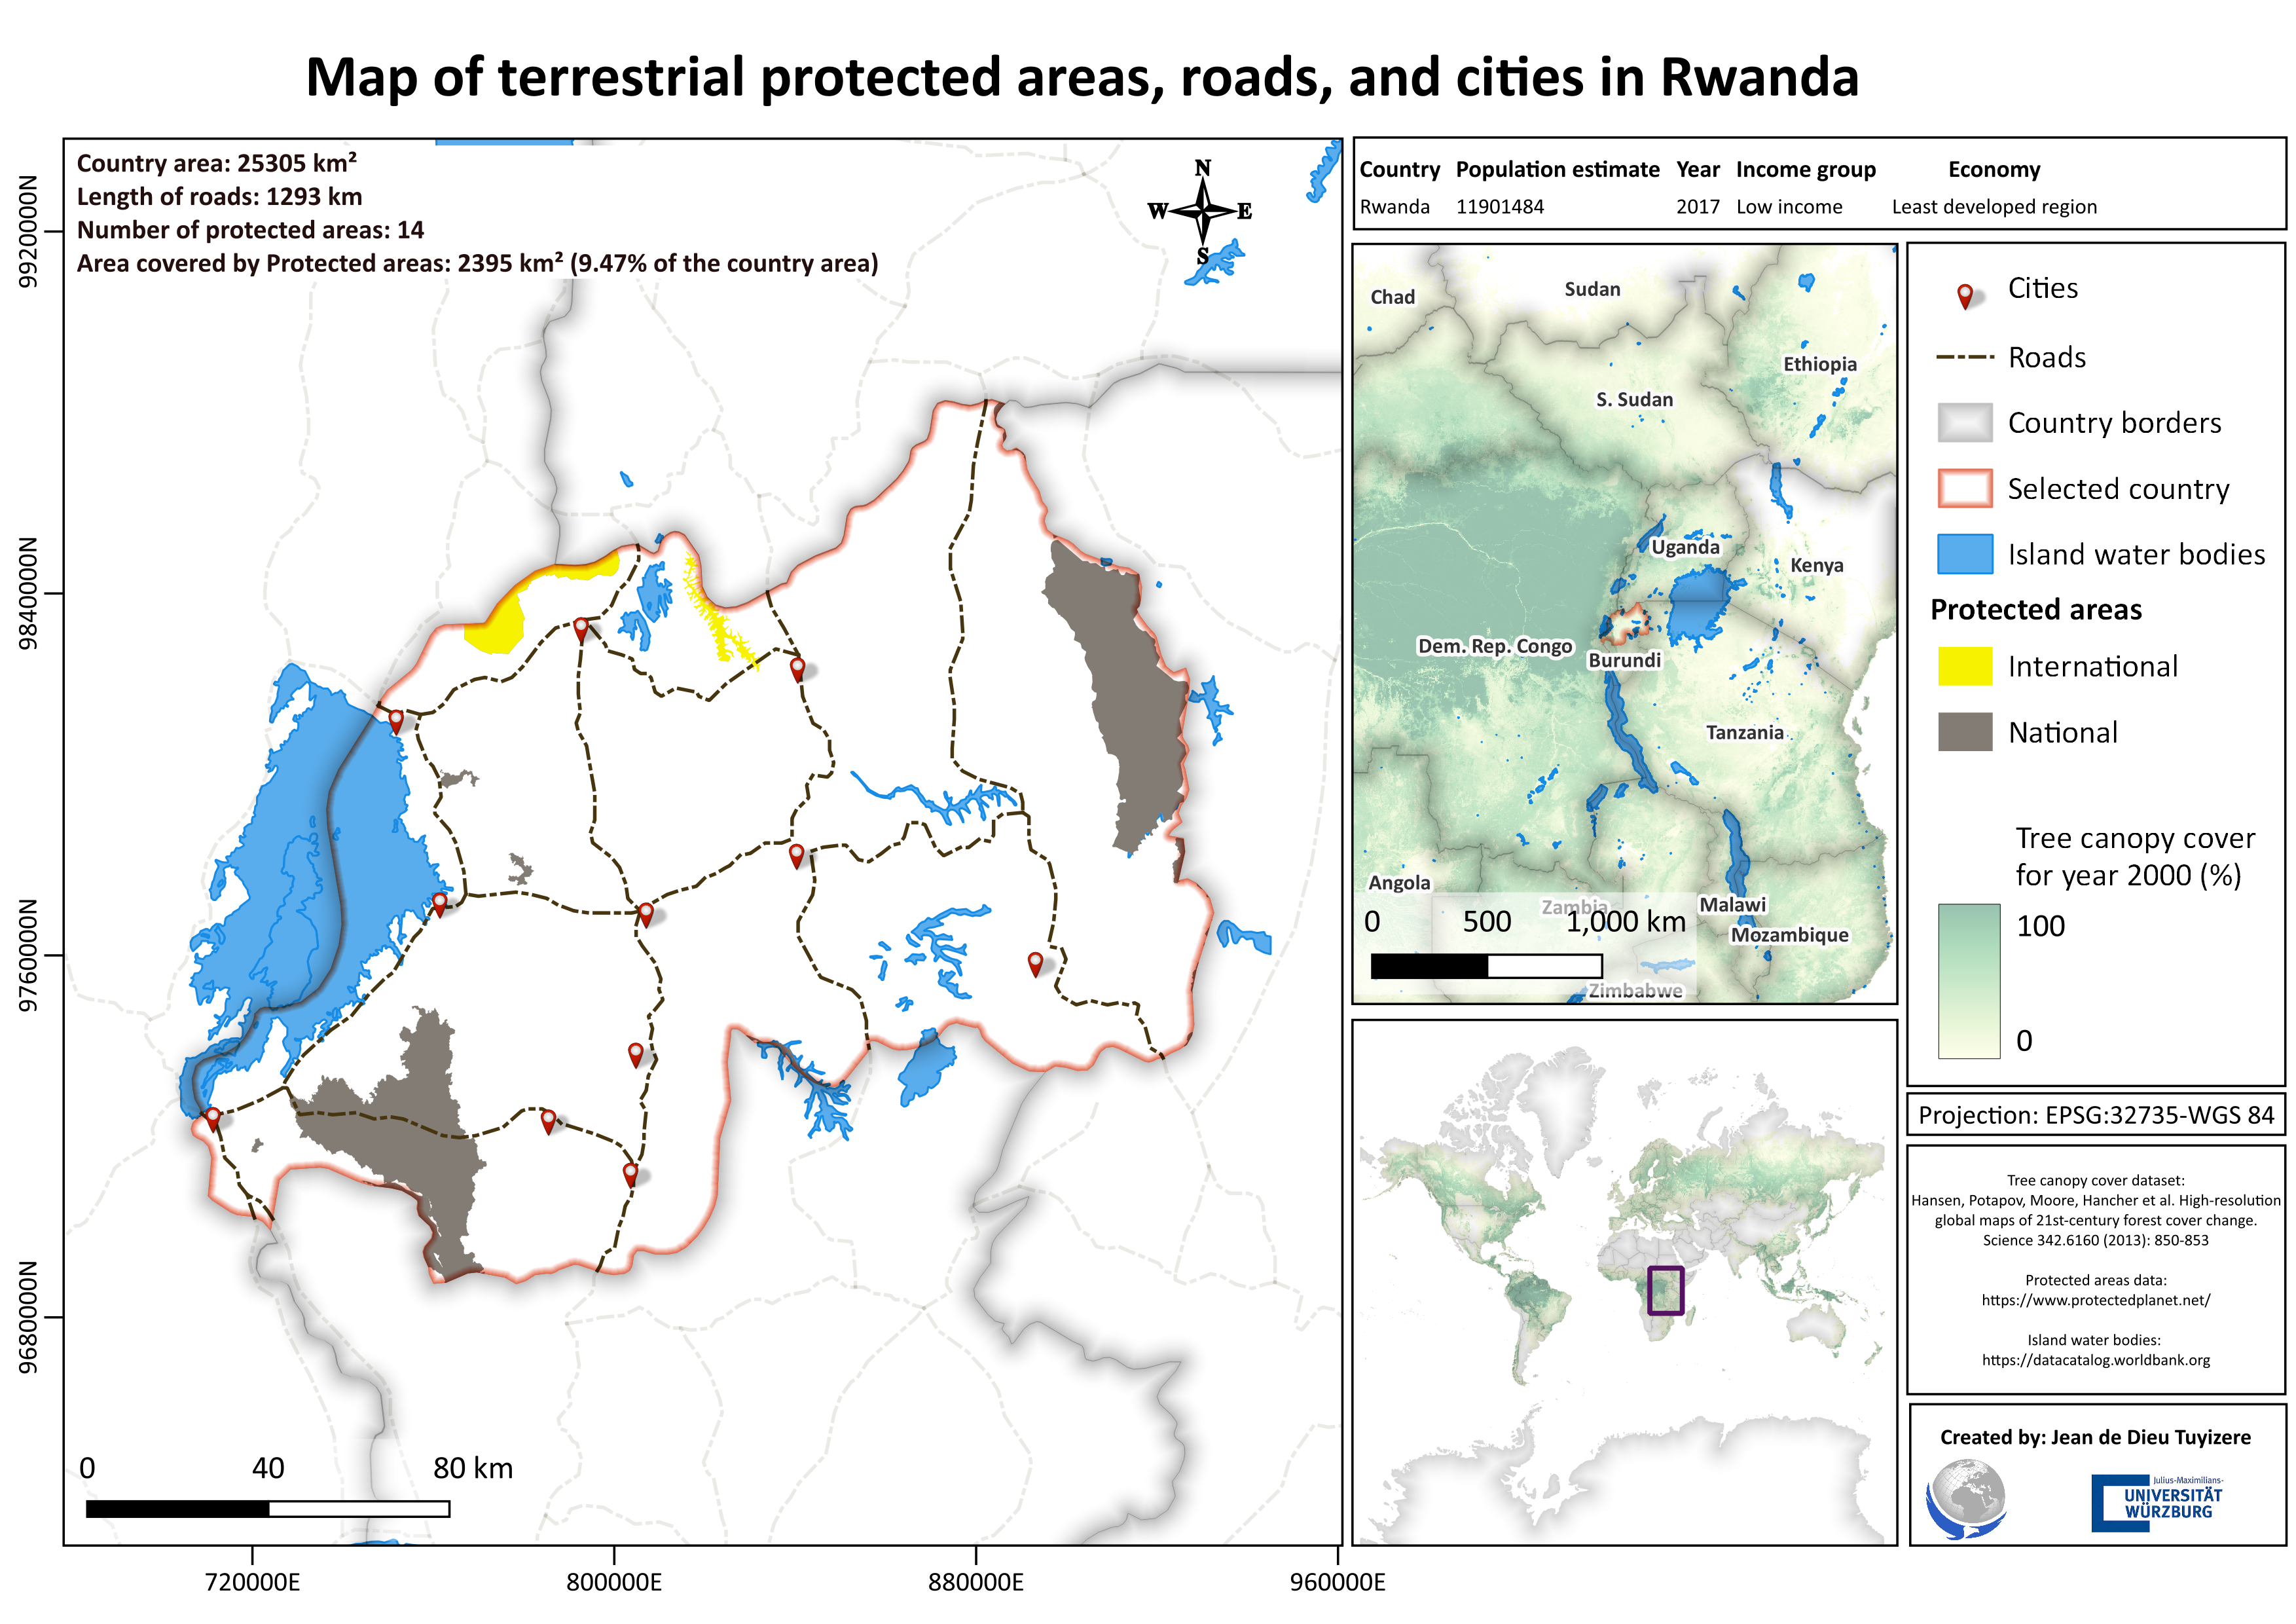 Map of terrestrial protected areas, roads, and cities in Rwanda
Country area: 25305 km²
Length of roads: 1293 km
Number of protected areas: 14
Area covered by Protected areas: 2395 km² (9.47% of the country area)
N
W E
S
9920000N
9840000N
9760000N
9680000N
0 40 80 km
720000E 800000E 880000E 960000E
Country Population estimate Year Income group Economy
Rwanda 11901484 2017 Low income Least developed region
Chad
Sudan
Ethiopia
S. Sudan
Uganda
Kenya
Dem. Rep. Congo
Burundi
Tanzania
Angola
Zambia
Malawi
Mozambique
Zimbabwe
0 500 1,000 km
Cities
Roads
Country borders
Selected country
Island water bodies
Protected areas
International
National
Tree canopy cover
for year 2000 (%)
100
0
Projection: EPSG:32735-WGS 84
Tree canopy cover dataset:
Hansen, Potapov, Moore, Hancher et al. High-resolution
global maps of 21st-century forest cover change.
Science 342.6160 (2013): 850-853
Protected areas data:
https://www.protectedplanet.net/
Island water bodies:
https://datacatalog.worldbank.org
Created by: Jean de Dieu Tuyizere
Julius-Maximilians-
UNIVERSITÄT
WÜRZBURG